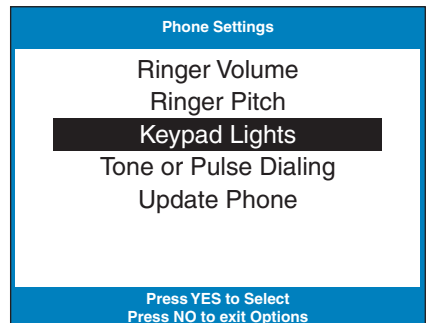 Phone Settings
Ringer Volume
Ringer Pitch
Keypad Lights
Tone or Pulse Dialing
Update Phone
Press YES to Select
Press NO to exit Options